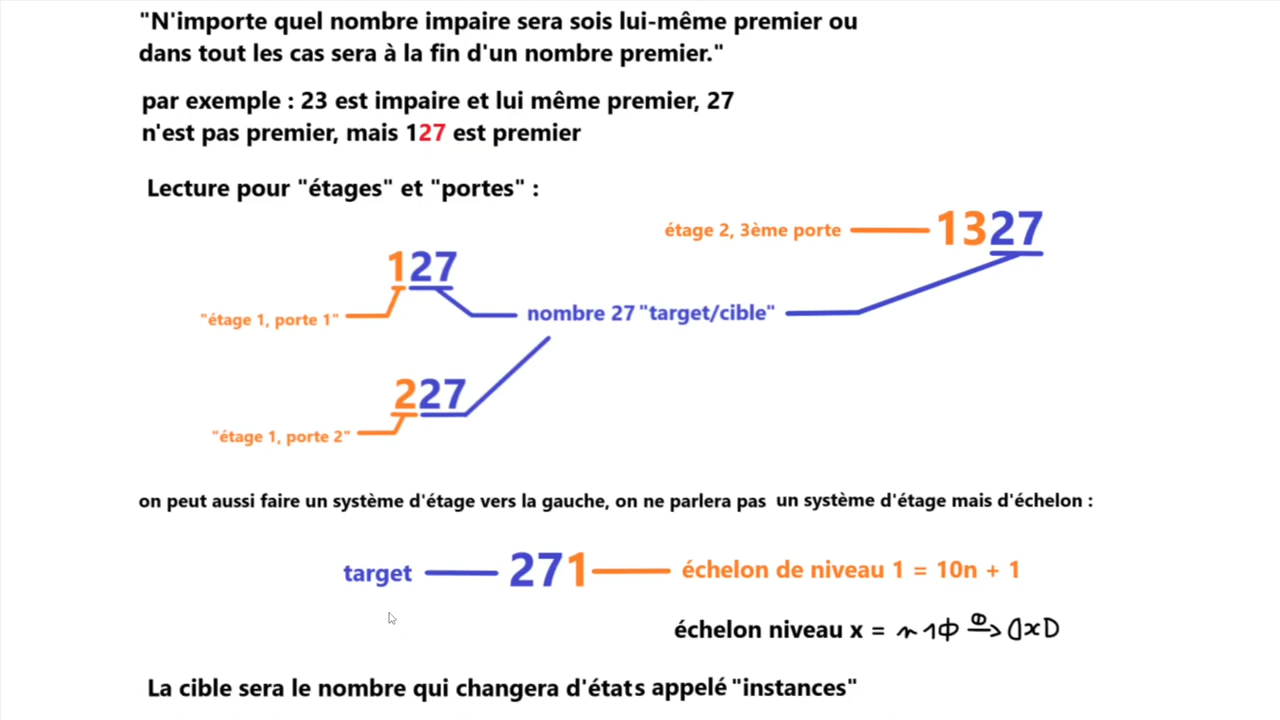 "N'importe quel nombre impaire sera sois lui-même premier ou
dans tout les cas sera à la fin d'un nombre premier."
par exemple : 23 est impaire et lui même premier, 27
n'est pas premier, mais 127 est premier
Lecture pour "étages" et "portes" :
étage 2, 3ème porte
1327
127
"étage 1, porte 1"
nombre 27 "target/cible"
227
"étage 1, porte 2"
on peut aussi faire un système d'étage vers la gauche, on ne parlera pas un système d'étage mais d'échelon :
target
271
échelon de niveau 1 = 10n + 1
échelon niveau x =
La cible sera le nombre qui changera d'états appelé "instances"